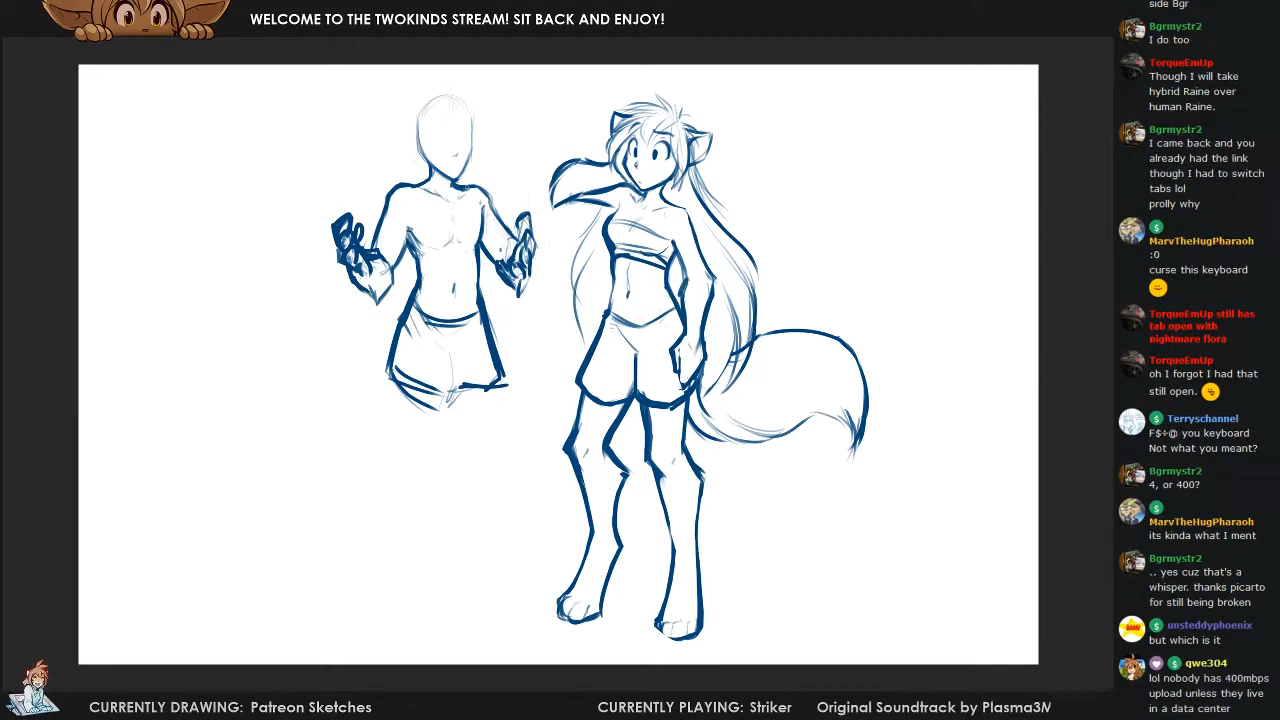 WELCOME TO THE TWOKINDS STREAM! SIT BACK AND ENJOY!
side Bgr
Bgrmystr2
I do too
TorqueEmUp
Though I will take
hybrid Raine over
human Raine.
Bgrmystr2
I came back and you
already had the link
though I had to switch
tabs lol
prolly why
$
MarvTheHugPharaoh
:0
curse this keyboard
TorqueEmUp still has
tab open with
nightmare flora
TorqueEmUp
oh I forgot I had that
still open.
$ Terryschannel
F$÷@ you keyboard
Not what you meant?
Bgrmystr2
4, or 400?
$
MarvTheHugPharaoh
its kinda what I ment
Bgrmystr2
.. yes cuz that's a
whisper. thanks picarto
for still being broken
$ unsteddyphoenix
but which is it
$ qwe304
lol nobody has 400mbps
upload unless they live
in a data center
CURRENTLY DRAWING: Patreon Sketches
CURRENTLY PLAYING: Striker Original Soundtrack by Plasma3M